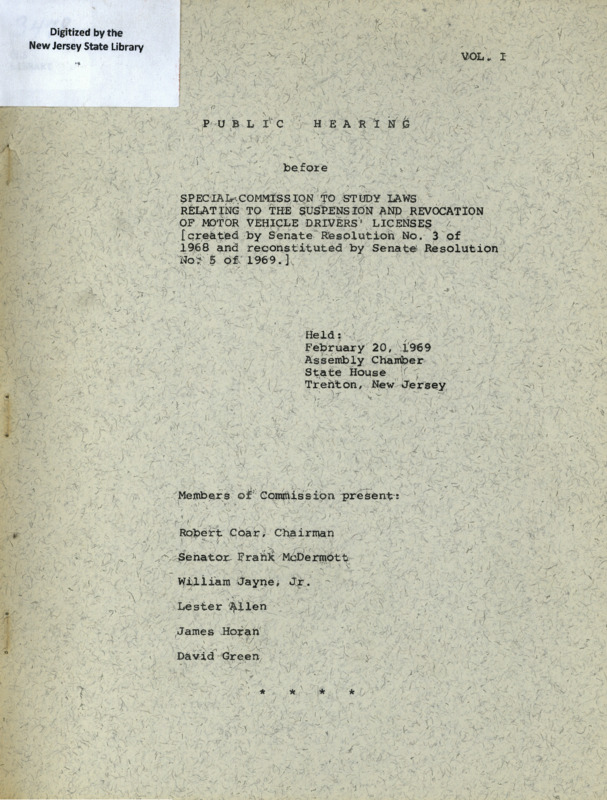 Digitized by the
New Jersey State Library
VOL. I
PUBLIC HEARING
before
SPECIAL COMMISSION TO STUDY LAWS
RELATING TO THE SUSPENSION AND REVOCATION
OF MOTOR VEHICLE DRIVERS' LICENSES
[created by Senate Resolution No. 3 of
1968 and reconstituted by Senate Resolution
No. 5 of 1969.]
Held:
February 20, 1969
Assembly Chamber
State House
Trenton, New Jersey
Members of Commission present:
Robert Coar, Chairman
Senator Frank McDermott
William Jayne, Jr.
Lester Allen
James Horan
David Green
* * * *